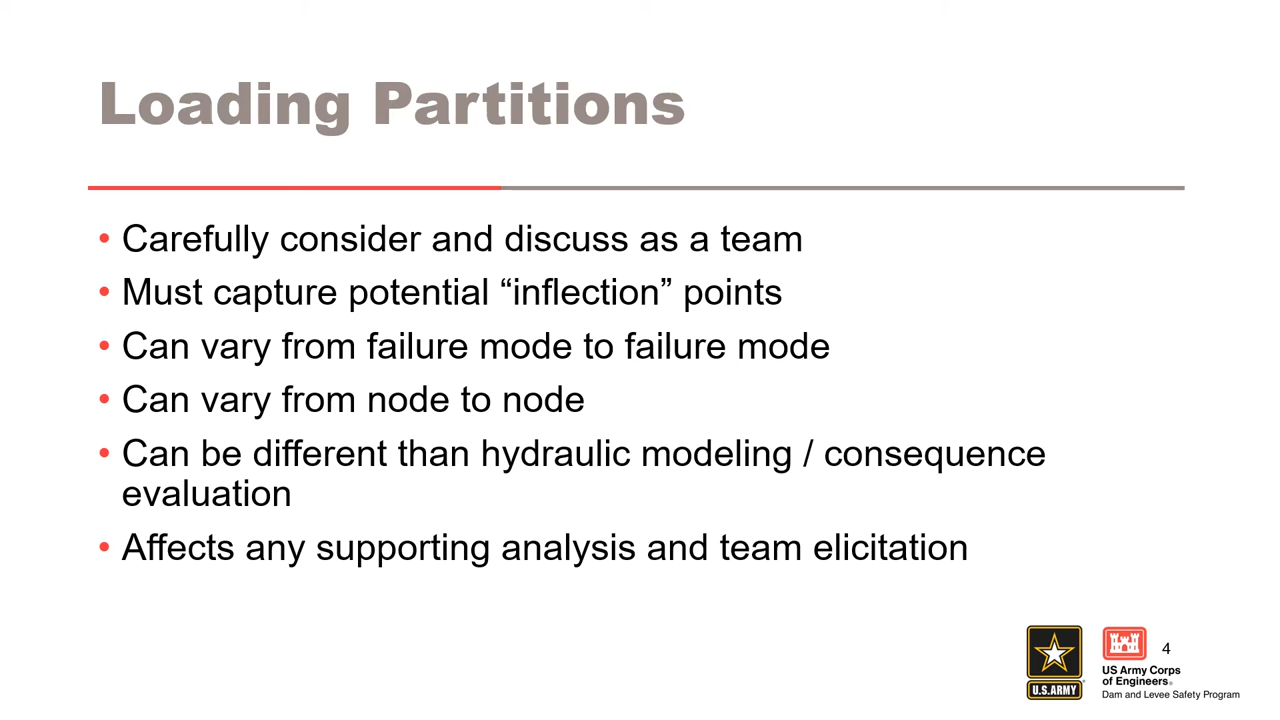 Loading Partitions
• Carefully consider and discuss as a team
• Must capture potential “inflection” points
• Can vary from failure mode to failure mode
• Can vary from node to node
• Can be different than hydraulic modeling / consequence
evaluation
• Affects any supporting analysis and team elicitation
4
U.S.ARMY
US Army Corps
of Engineers®
Dam and Levee Safety Program